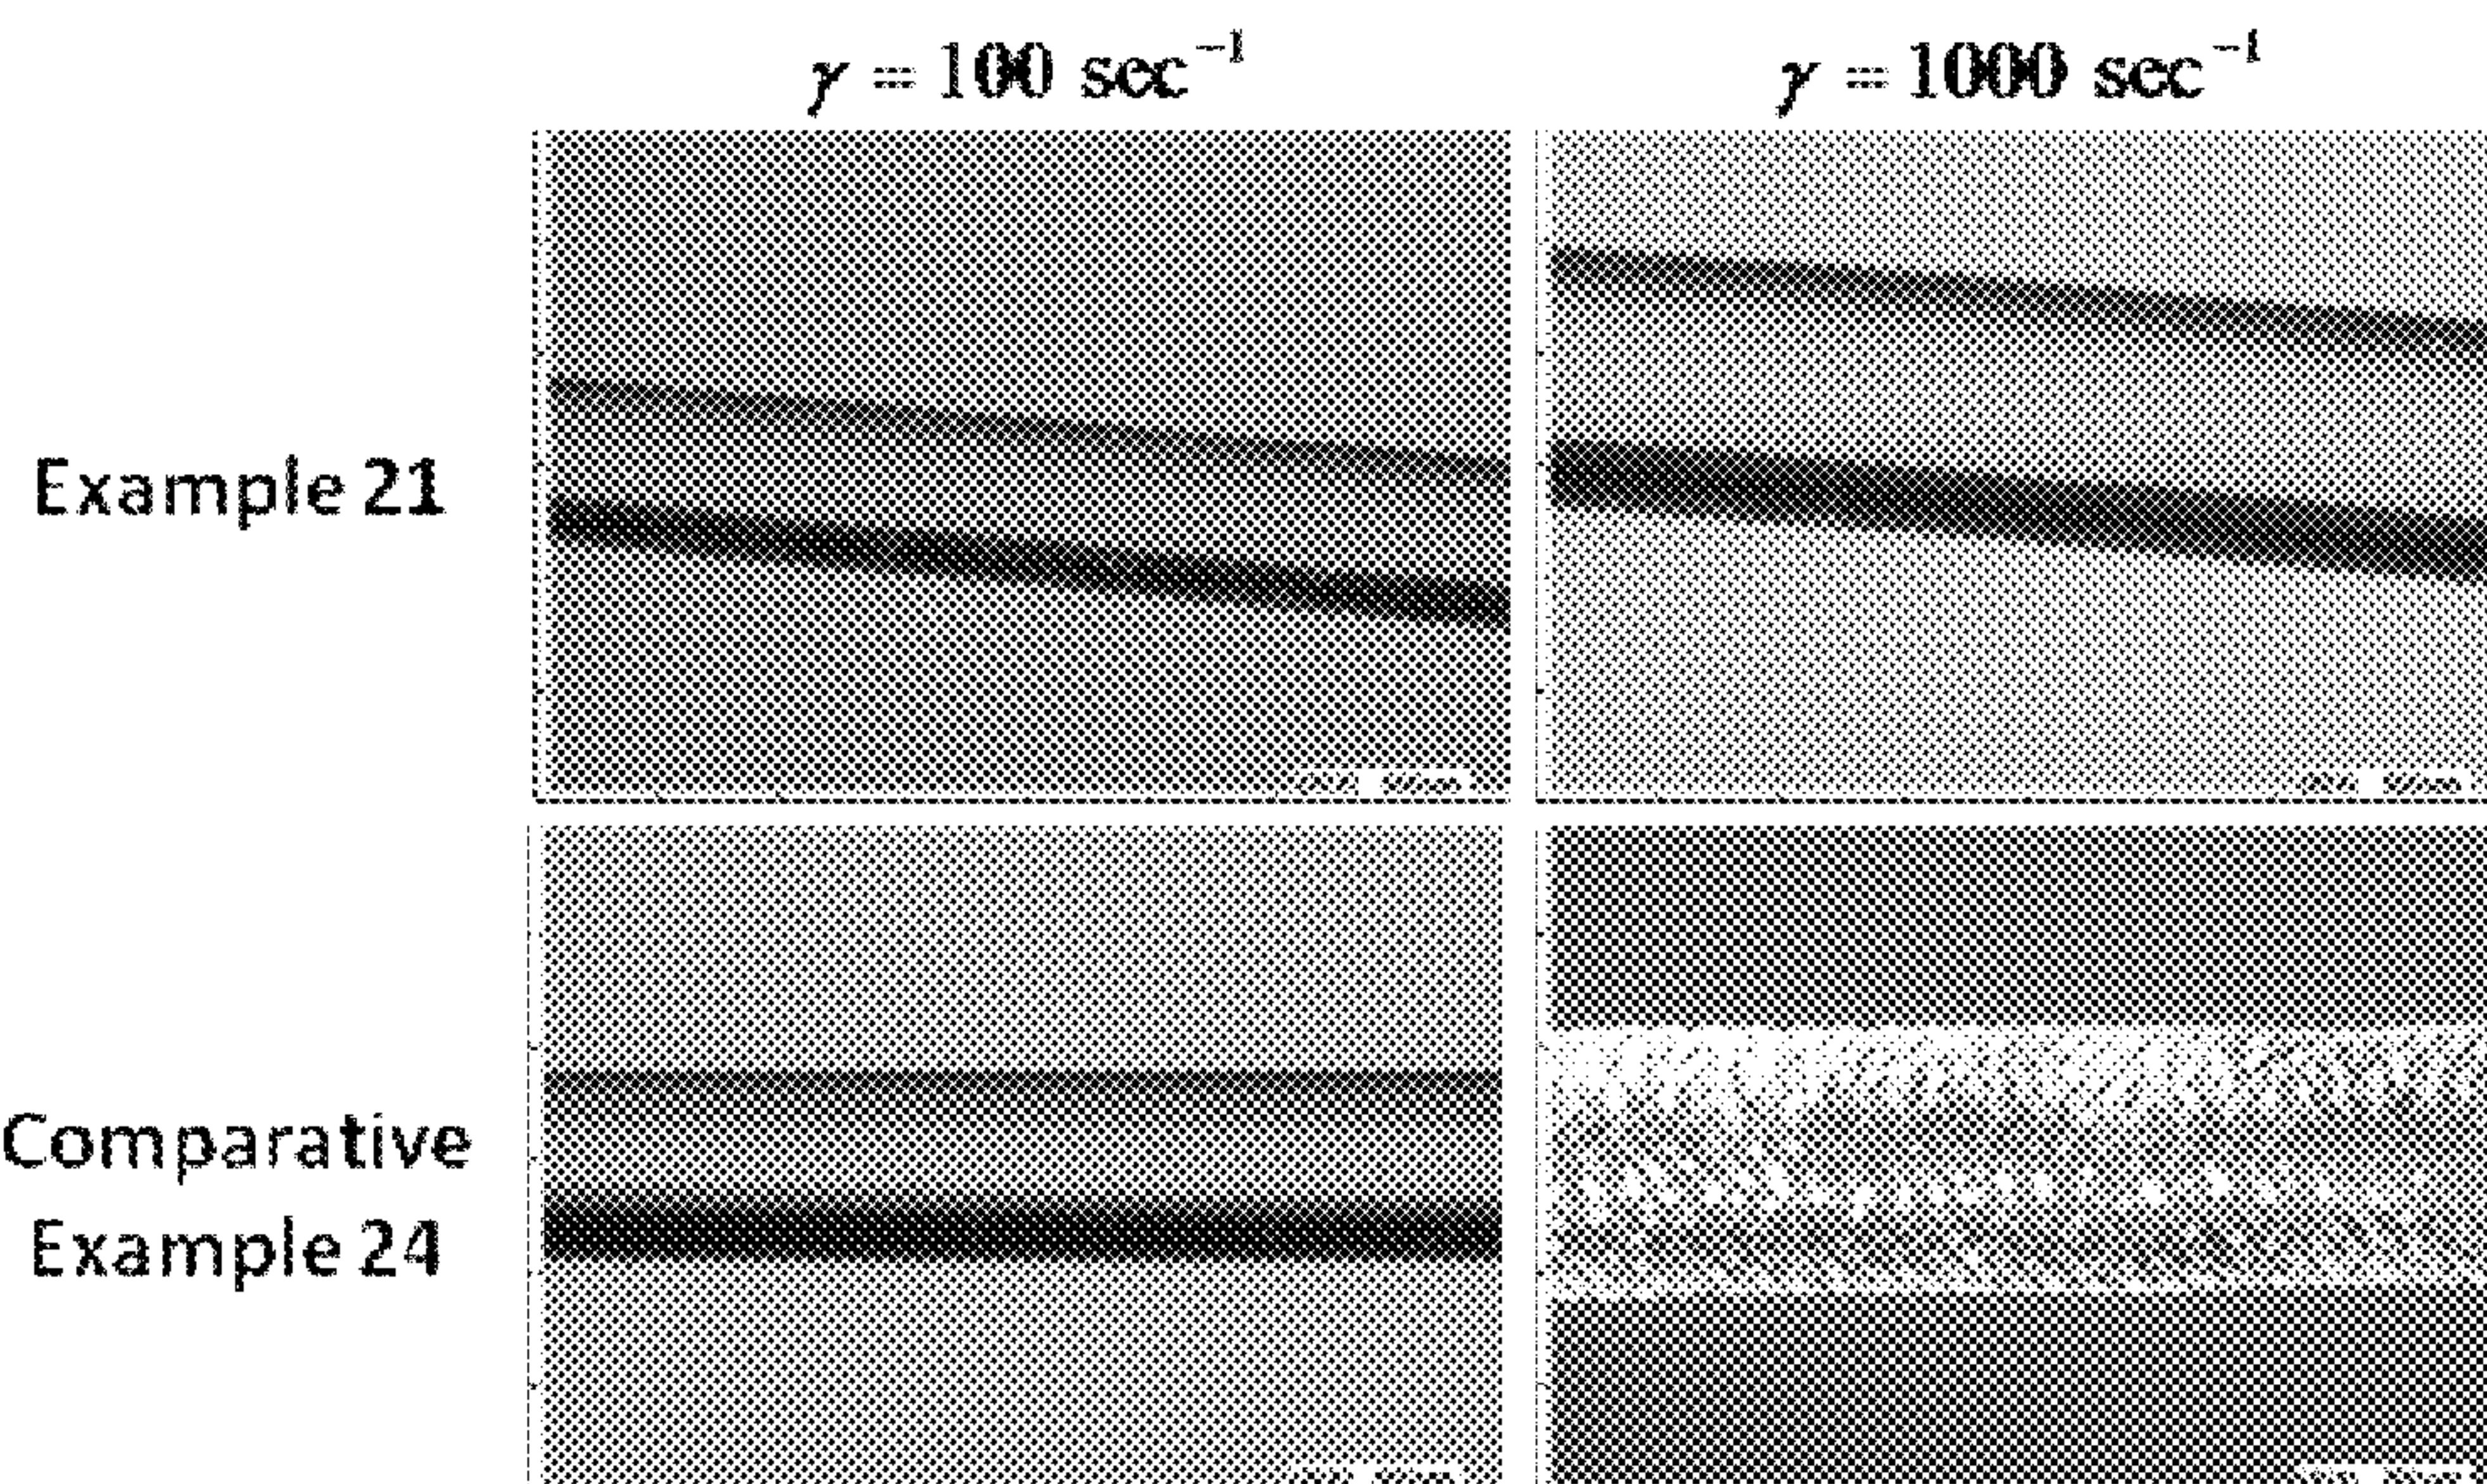 γ = 100 sec⁻¹
γ = 1000 sec⁻¹
Example 21
Comparative
Example 24